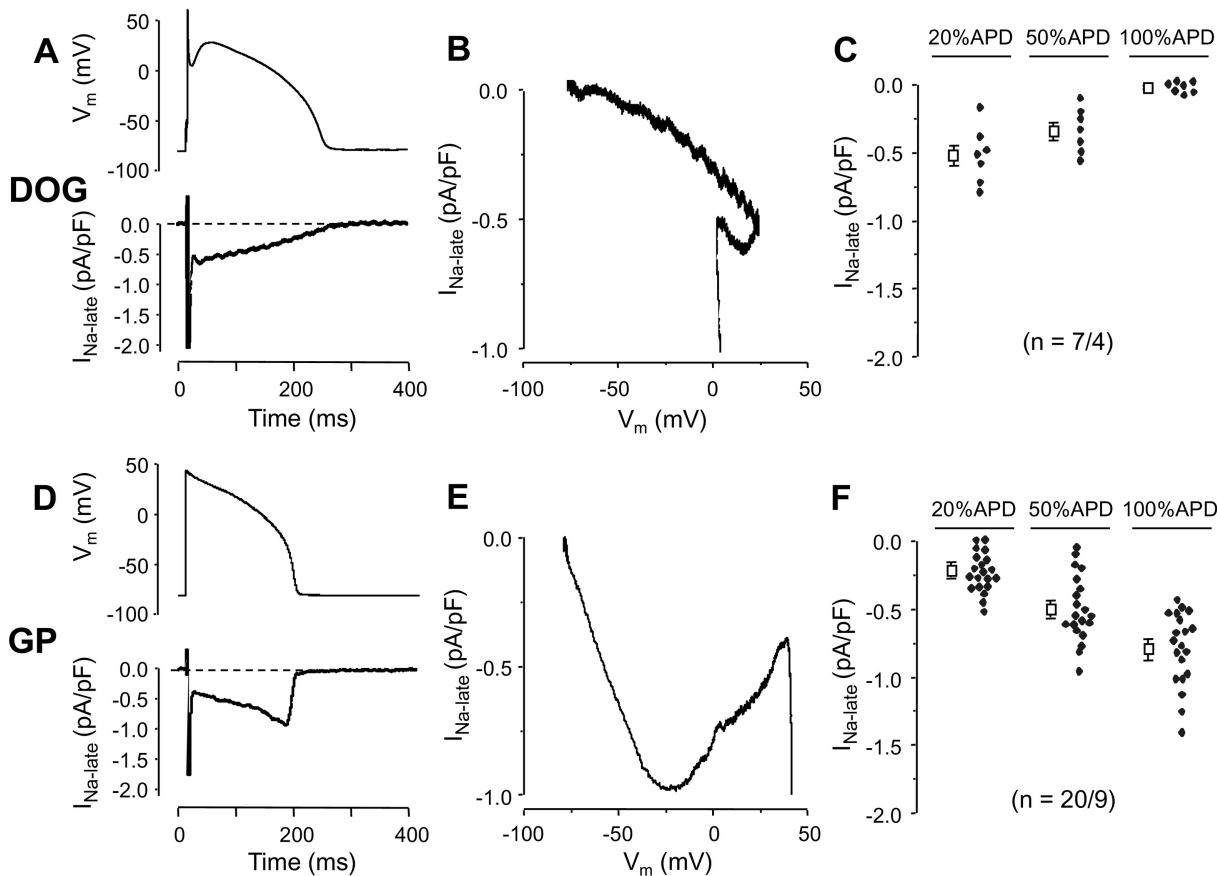 A
50
0
-50
-100
Vm (mV)
DOG
0.0
-0.5
-1.0
-1.5
-2.0
INa-late (pA/pF)
0 200 400
Time (ms)
B
0.0
-0.5
-1.0
INa-late (pA/pF)
-100 -50 0 50
Vm (mV)
C
20%APD 50%APD 100%APD
0.0
-0.5
-1.0
-1.5
-2.0
INa-late (pA/pF)
(n = 7/4)
D
50
0
-50
-100
Vm (mV)
GP
0.0
-0.5
-1.0
-1.5
-2.0
INa-late (pA/pF)
0 200 400
Time (ms)
E
0.0
-0.5
-1.0
INa-late (pA/pF)
-100 -50 0 50
Vm (mV)
F
20%APD 50%APD 100%APD
0.0
-0.5
-1.0
-1.5
-2.0
INa-late (pA/pF)
(n = 20/9)